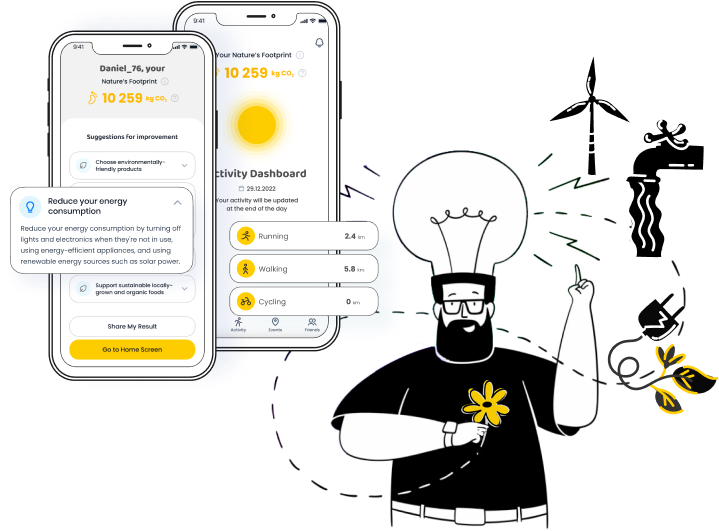 9:41
Daniel_76, your
Nature's Footprint
10 259 kg CO₂
Suggestions for improvement
Choose environmentally-
friendly products
Reduce your energy
consumption
Reduce your energy consumption by turning off
lights and electronics when they're not in use,
using energy-efficient appliances, and using
renewable energy sources such as solar power.
Support sustainable locally-
grown and organic foods
Share My Result
Go to Home Screen
9:41
Your Nature's Footprint
10 259 kg CO₂
ctivity Dashboard
29.12.2022
Your activity will be updated
at the end of the day
Running 2.4 km
Walking 5.8 km
Cycling 0 km
Activity Events Friends